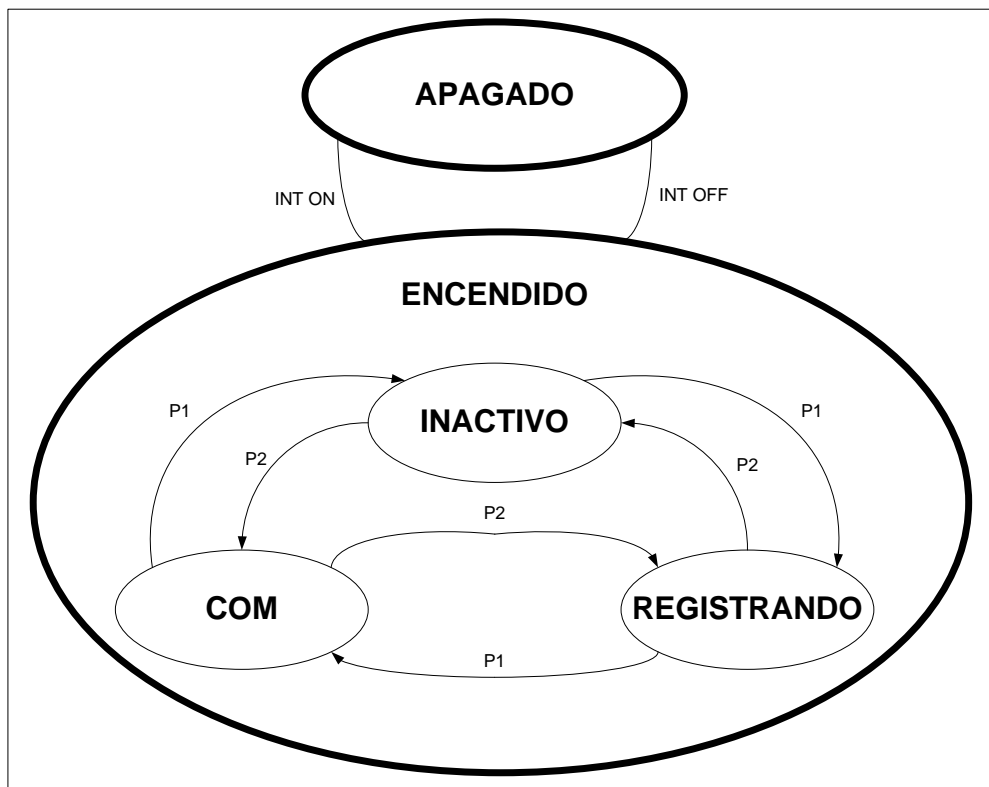 APAGADO
INT ON
INT OFF
ENCENDIDO
P1
INACTIVO
P1
P2
P2
P2
COM
REGISTRANDO
P1